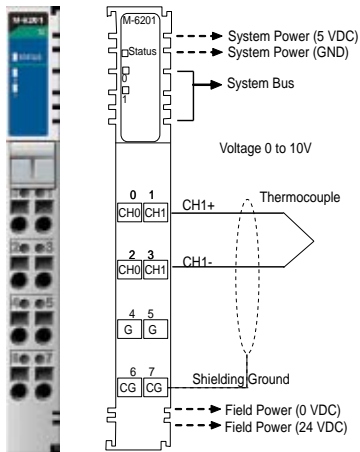 M-6201
STATUS
M-6201
Status
0
1
System Power (5 VDC)
System Power (GND)
System Bus
Voltage 0 to 10V
0 1
CH0 CH1
CH1+
Thermocouple
2 3
CH0 CH1
CH1-
4 5
G G
6 7
CG CG
Shielding Ground
Field Power (0 VDC)
Field Power (24 VDC)